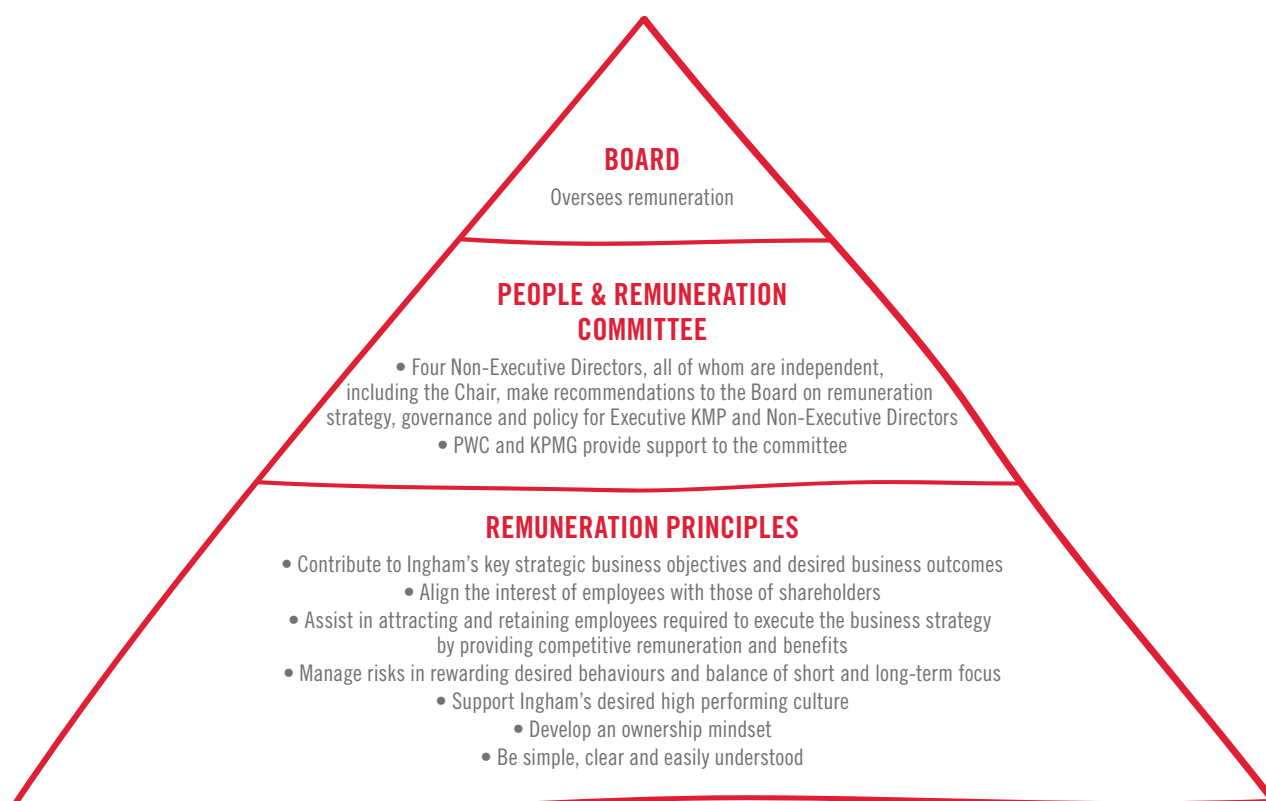 BOARD
Oversees remuneration
PEOPLE & REMUNERATION
COMMITTEE
• Four Non-Executive Directors, all of whom are independent,
including the Chair, make recommendations to the Board on remuneration
strategy, governance and policy for Executive KMP and Non-Executive Directors
• PWC and KPMG provide support to the committee
REMUNERATION PRINCIPLES
• Contribute to Ingham’s key strategic business objectives and desired business outcomes
• Align the interest of employees with those of shareholders
• Assist in attracting and retaining employees required to execute the business strategy
by providing competitive remuneration and benefits
• Manage risks in rewarding desired behaviours and balance of short and long-term focus
• Support Ingham’s desired high performing culture
• Develop an ownership mindset
• Be simple, clear and easily understood